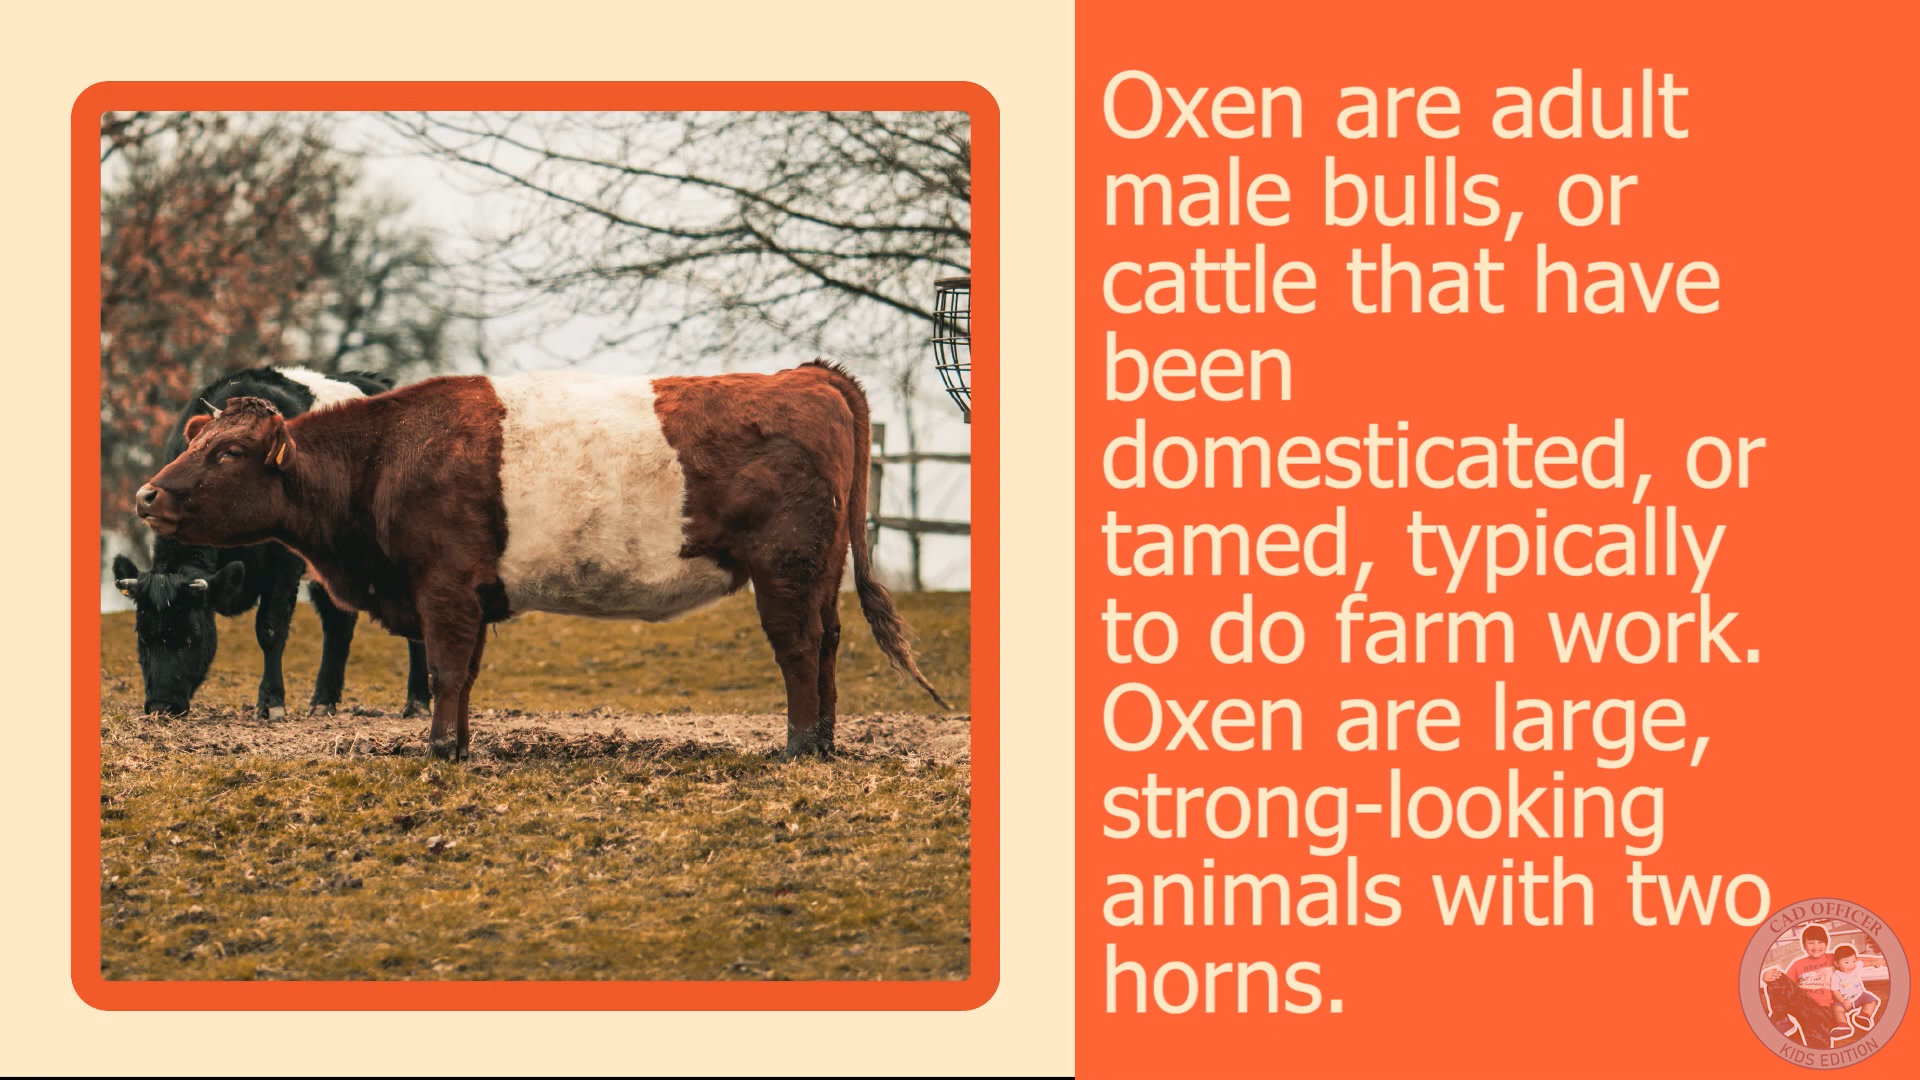 Oxen are adult
male bulls, or
cattle that have
been
domesticated, or
tamed, typically
to do farm work.
Oxen are large,
strong-looking
animals with two
horns.
CAD OFFICER
KIDS EDITION